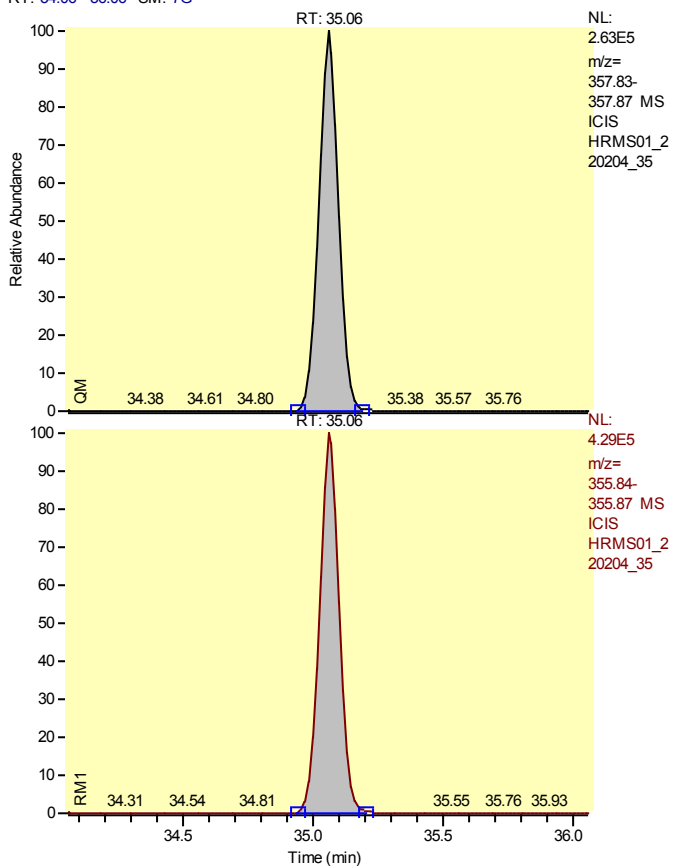 RT: 35.06
NL:
2.63E5
m/z=
357.83-
357.87 MS
ICIS
HRMS01_2
20204_35
100
90
80
70
60
50
40
30
20
10
0
Relative Abundance
QM
34.38 34.61 34.80 35.38 35.57 35.76
RT: 35.06
NL:
4.29E5
m/z=
355.84-
355.87 MS
ICIS
HRMS01_2
20204_35
100
90
80
70
60
50
40
30
20
10
0
RM1
34.31 34.54 34.81 35.55 35.76 35.93
34.5 35.0 35.5 36.0
Time (min)